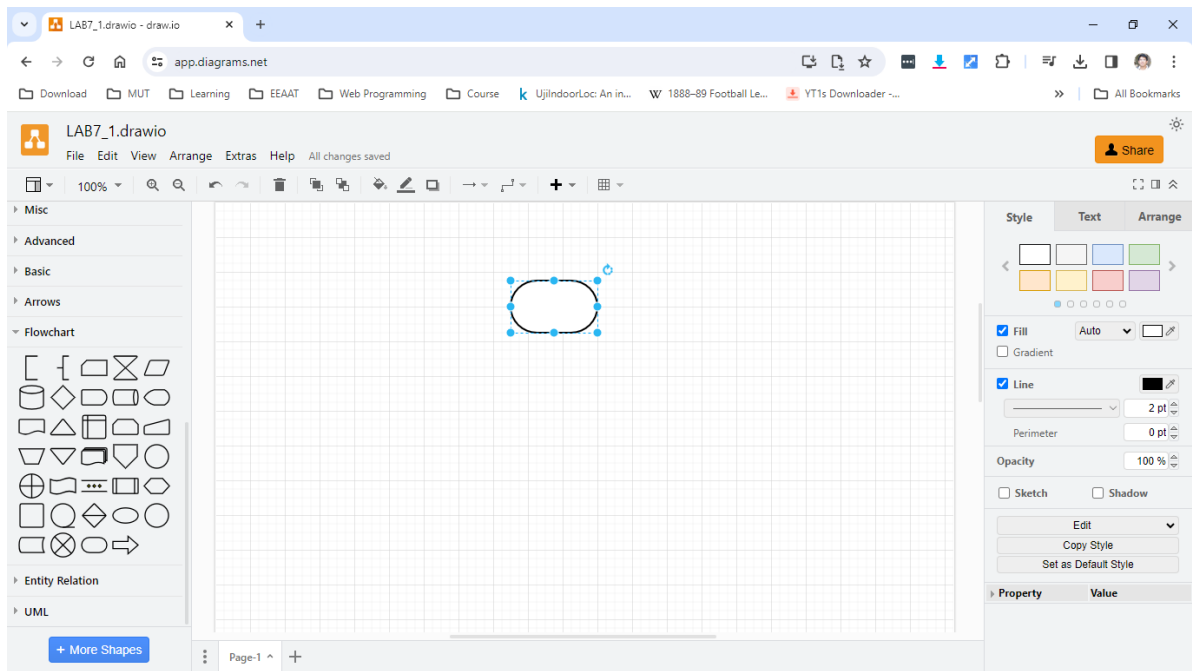 LAB7_1.drawio - draw.io
app.diagrams.net
Download MUT Learning EEAAT Web Programming Course UjiIndoorLoc: An in... 1888–89 Football Le... YT1s Downloader -... » All Bookmarks
LAB7_1.drawio
File Edit View Arrange Extras Help All changes saved
Share
100%
Misc
Advanced
Basic
Arrows
Flowchart
Entity Relation
UML
+ More Shapes
Page-1
Style Text Arrange
Fill Auto
Gradient
Line
2 pt
Perimeter 0 pt
Opacity 100 %
Sketch Shadow
Edit
Copy Style
Set as Default Style
Property Value